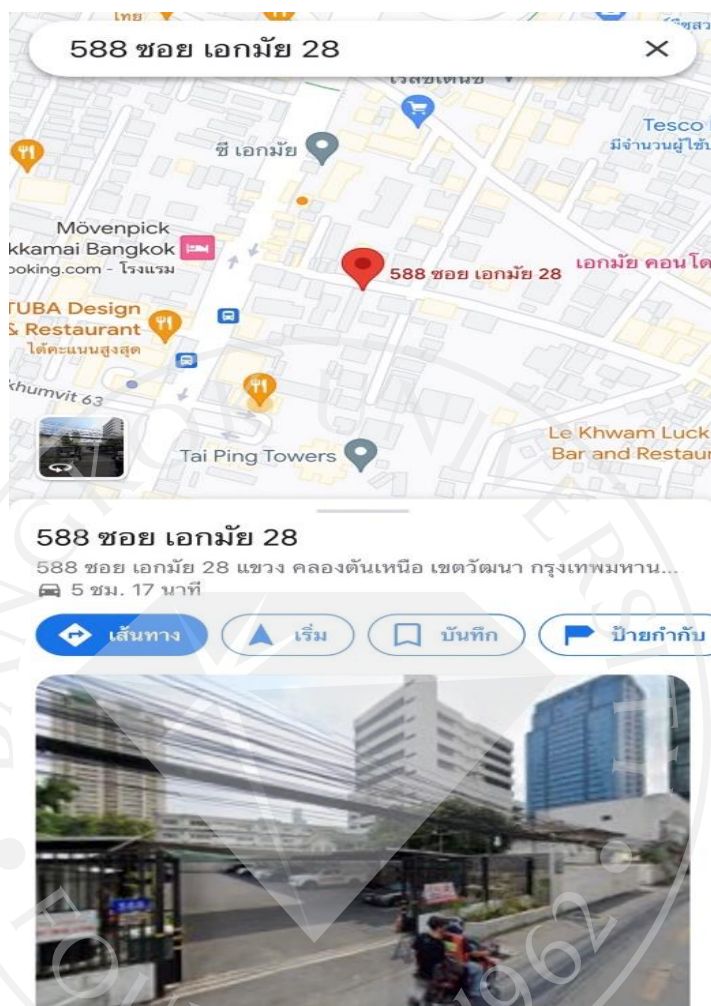 ไทย
588 ซอย เอกมัย 28
Tesco
มีจำนวนผู้ใช้
ซี เอกมัย
Mövenpick
kkamai Bangkok
ooking.com - โรงแรม
588 ซอย เอกมัย 28
เอกมัย คอนโด
TUBA Design
& Restaurant
ได้คะแนนสูงสุด
khumvit 63
Tai Ping Towers
Le Khwam Luck
Bar and Restaur
588 ซอย เอกมัย 28
588 ซอย เอกมัย 28 แขวง คลองตันเหนือ เขตวัฒนา กรุงเทพมหาน...
5 ชม. 17 นาที
เส้นทาง
เริ่ม
บันทึก
ป้ายกำกับ
588
BANGKOK UNIVERSITY
1962